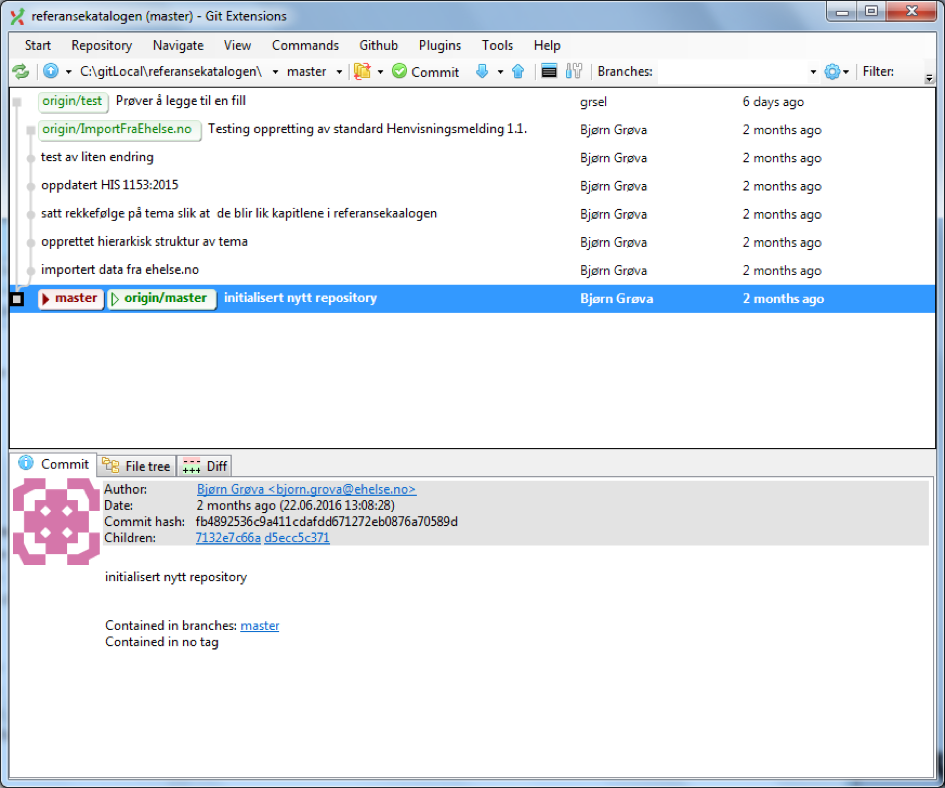 referansekatalogen (master) - Git Extensions
Start Repository Navigate View Commands Github Plugins Tools Help
C:\gitLocal\referansekatalogen\ master Commit Branches: Filter:
origin/test Prøver å legge til en fill grsel 6 days ago
origin/ImportFraEhelse.no Testing oppretting av standard Henvisningsmelding 1.1. Bjørn Grøva 2 months ago
test av liten endring Bjørn Grøva 2 months ago
oppdatert HIS 1153:2015 Bjørn Grøva 2 months ago
satt rekkefølge på tema slik at de blir lik kapitlene i referansekaalogen Bjørn Grøva 2 months ago
opprettet hierarkisk struktur av tema Bjørn Grøva 2 months ago
importert data fra ehelse.no Bjørn Grøva 2 months ago
master origin/master initialisert nytt repository Bjørn Grøva 2 months ago
Commit File tree Diff
Author: Bjørn Grøva <bjorn.grova@ehelse.no>
Date: 2 months ago (22.06.2016 13:08:28)
Commit hash: fb4892536c9a411cdafdd671272eb0876a70589d
Children: 7132e7c66a d5ecc5c371
initialisert nytt repository
Contained in branches: master
Contained in no tag